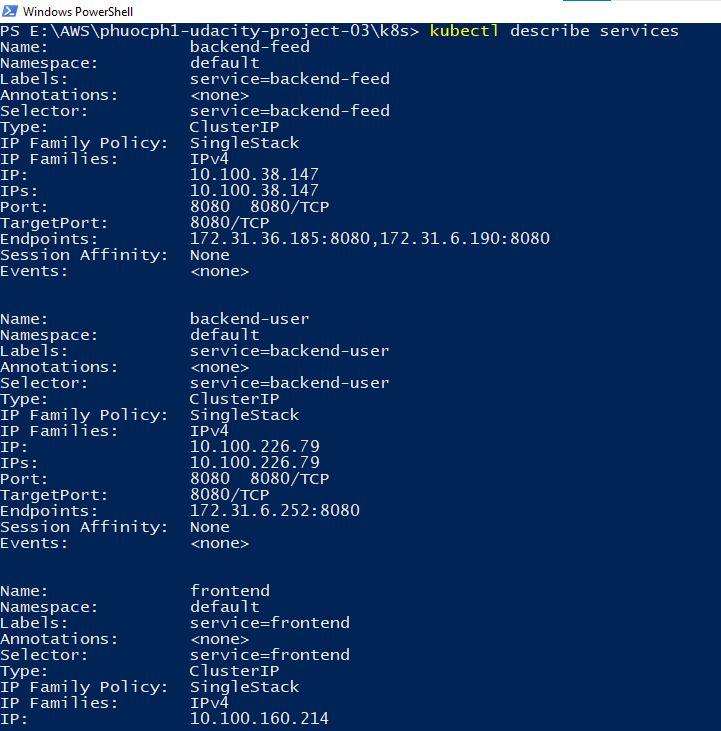 Windows PowerShell
PS E:\AWS\phuocph1-udacity-project-03\k8s> kubectl describe services
Name:              backend-feed
Namespace:         default
Labels:            service=backend-feed
Annotations:       <none>
Selector:          service=backend-feed
Type:              ClusterIP
IP Family Policy:  SingleStack
IP Families:       IPv4
IP:                10.100.38.147
IPs:               10.100.38.147
Port:              8080  8080/TCP
TargetPort:        8080/TCP
Endpoints:         172.31.36.185:8080,172.31.6.190:8080
Session Affinity:  None
Events:            <none>

Name:              backend-user
Namespace:         default
Labels:            service=backend-user
Annotations:       <none>
Selector:          service=backend-user
Type:              ClusterIP
IP Family Policy:  SingleStack
IP Families:       IPv4
IP:                10.100.226.79
IPs:               10.100.226.79
Port:              8080  8080/TCP
TargetPort:        8080/TCP
Endpoints:         172.31.6.252:8080
Session Affinity:  None
Events:            <none>

Name:              frontend
Namespace:         default
Labels:            service=frontend
Annotations:       <none>
Selector:          service=frontend
Type:              ClusterIP
IP Family Policy:  SingleStack
IP Families:       IPv4
IP:                10.100.160.214